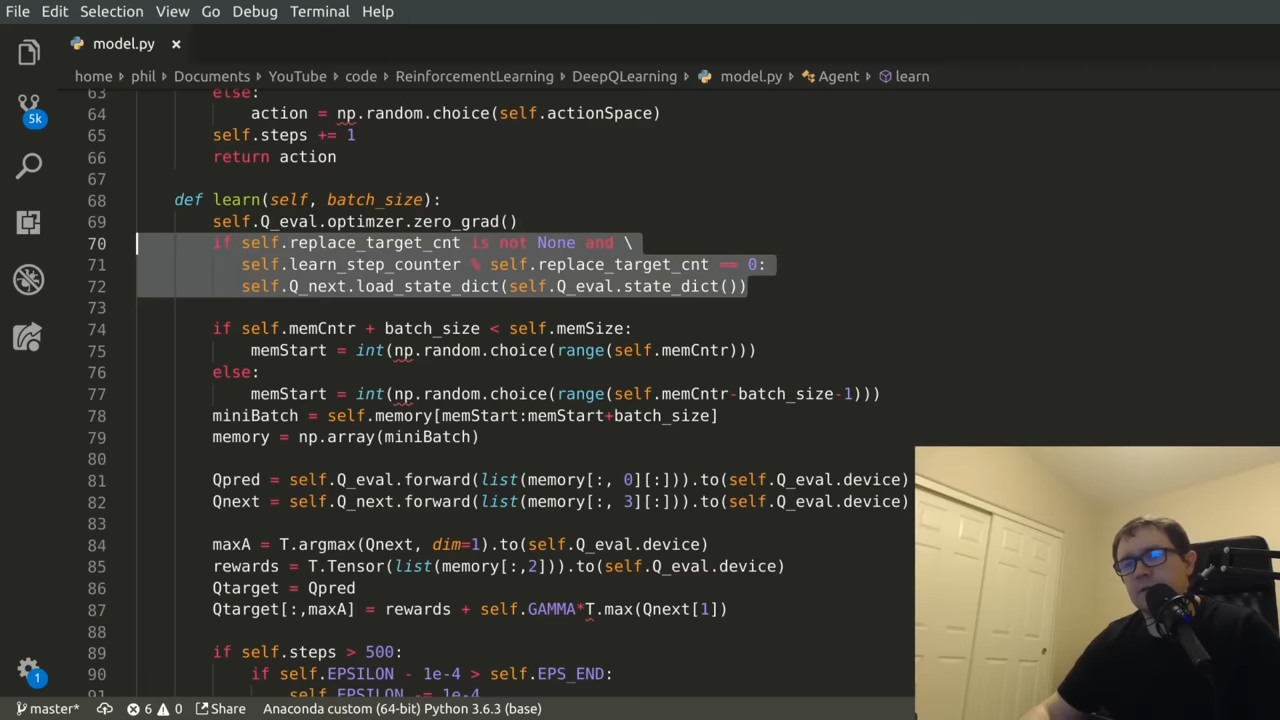 File Edit Selection View Go Debug Terminal Help
model.py ×
home › phil › Documents › YouTube › code › ReinforcementLearning › DeepQLearning › model.py › Agent › learn
63 else:
64 action = np.random.choice(self.actionSpace)
65 self.steps += 1
66 return action
67
68 def learn(self, batch_size):
69 self.Q_eval.optimzer.zero_grad()
70 if self.replace_target_cnt is not None and \
71 self.learn_step_counter % self.replace_target_cnt == 0:
72 self.Q_next.load_state_dict(self.Q_eval.state_dict())
73
74 if self.memCntr + batch_size < self.memSize:
75 memStart = int(np.random.choice(range(self.memCntr)))
76 else:
77 memStart = int(np.random.choice(range(self.memCntr-batch_size-1)))
78 miniBatch = self.memory[memStart:memStart+batch_size]
79 memory = np.array(miniBatch)
80
81 Qpred = self.Q_eval.forward(list(memory[:, 0][:])).to(self.Q_eval.device)
82 Qnext = self.Q_next.forward(list(memory[:, 3][:])).to(self.Q_eval.device)
83
84 maxA = T.argmax(Qnext, dim=1).to(self.Q_eval.device)
85 rewards = T.Tensor(list(memory[:,2])).to(self.Q_eval.device)
86 Qtarget = Qpred
87 Qtarget[:,maxA] = rewards + self.GAMMA*T.max(Qnext[1])
88
89 if self.steps > 500:
90 if self.EPSILON - 1e-4 > self.EPS_END:
91 self.EPSILON -= 1e-4
5k
1
master* 6 0 Share Anaconda custom (64-bit) Python 3.6.3 (base)